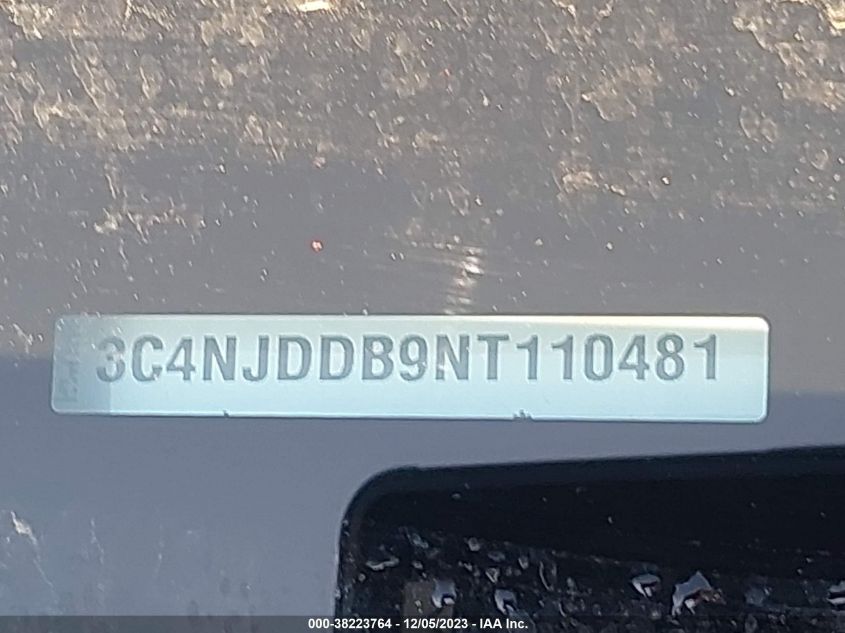 3C4NJDDB9NT110481
000-38223764 - 12/05/2023 - IAA Inc.